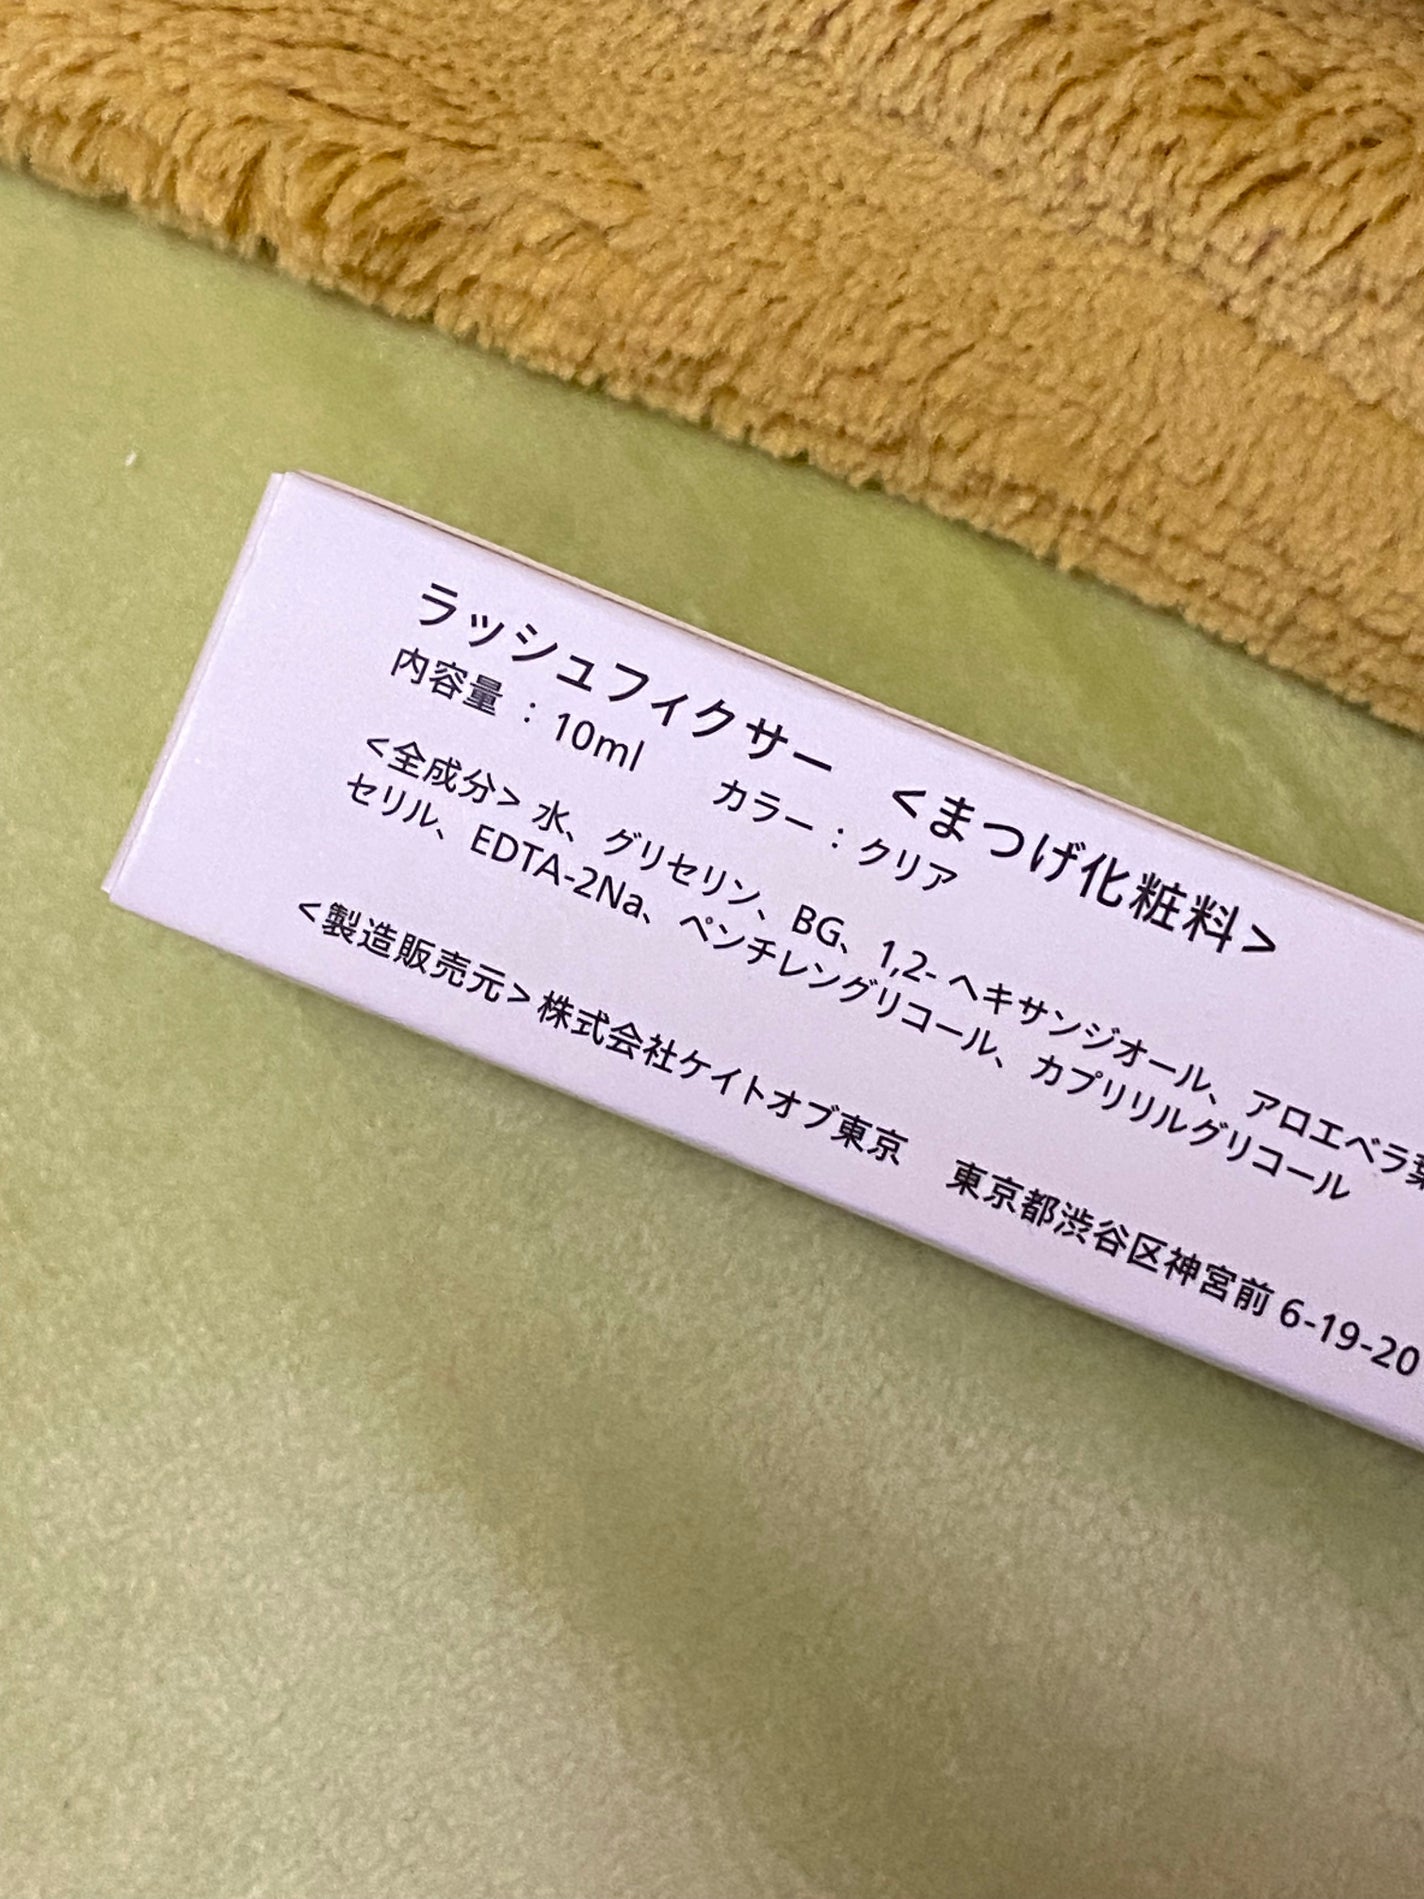 ラッシュフィクサー <まつげ化粧料>
内容量：10ml カラー：クリア
<全成分> 水、グリセリン、BG、1,2-ヘキサンジオール、アロエベラ葉
セリル、EDTA-2Na、ペンチレングリコール、カプリリルグリコール
<製造販売元> 株式会社ケイトオブ東京 東京都渋谷区神宮前 6-19-20